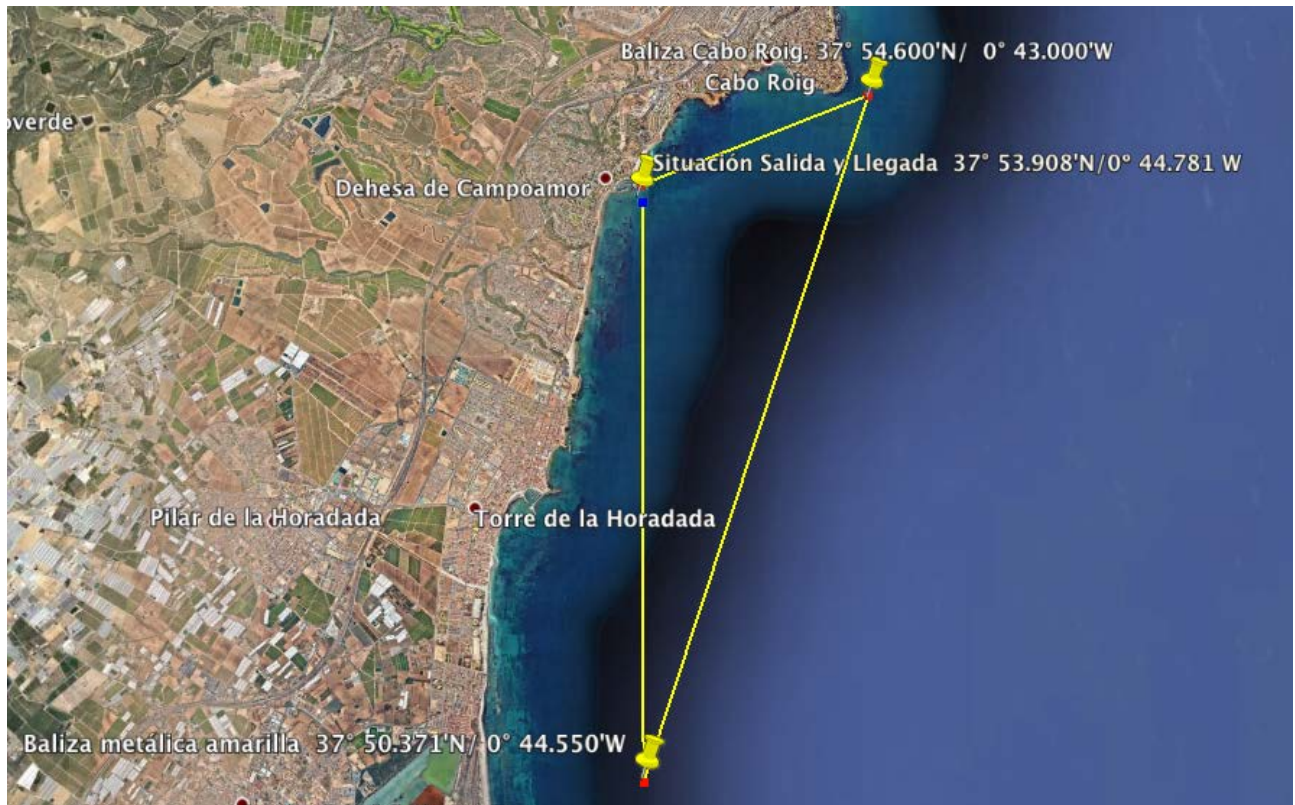 Baliza Cabo Roig. 37° 54.600'N/ 0° 43.000'W
Cabo Roig
overde
Situación Salida y Llegada 37° 53.908'N/0° 44.781 W
Dehesa de Campoamor
Pilar de la Horadada
Torre de la Horadada
Baliza metálica amarilla 37° 50.371'N/ 0° 44.550'W